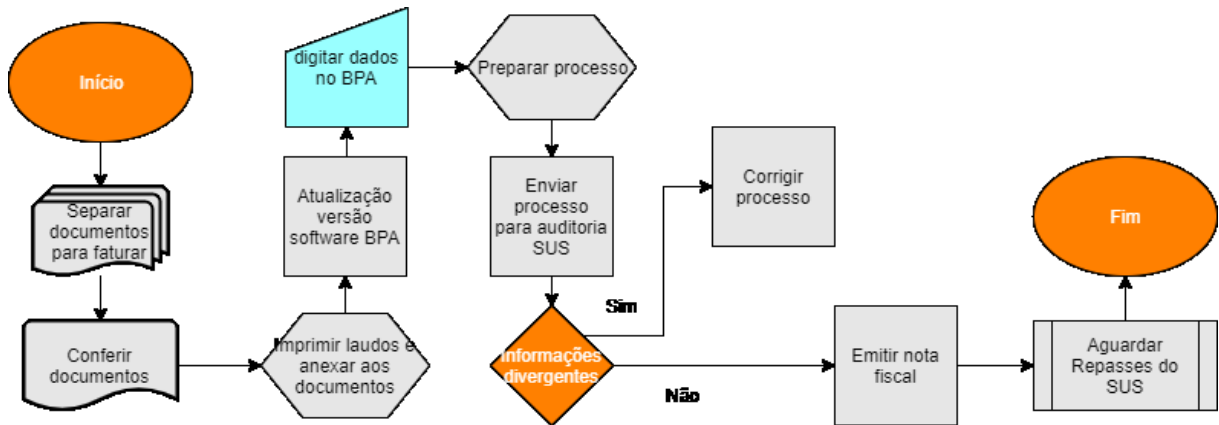 Início
Separar
documentos
para faturar
Conferir
documentos
Imprimir laudos e
anexar aos
documentos
Atualização
versão
software BPA
digitar dados
no BPA
Preparar processo
Enviar
processo
para auditoria
SUS
Informações
divergentes
Sim
Corrigir
processo
Não
Emitir nota
fiscal
Aguardar
Repasses do
SUS
Fim